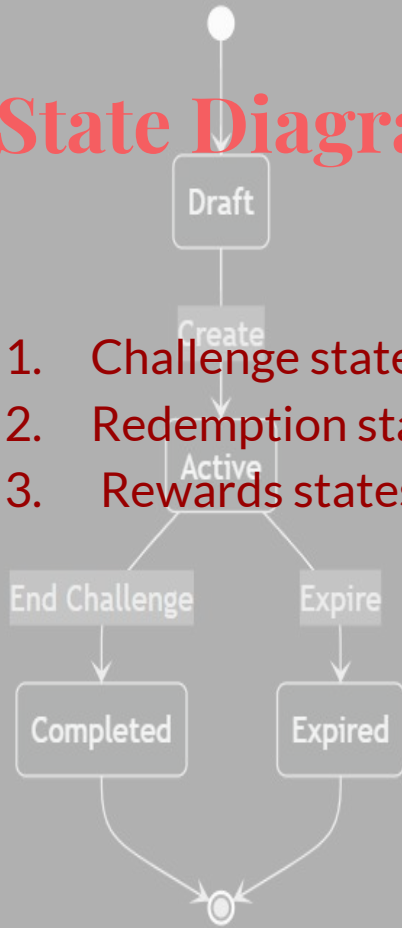 State Diagra
Draft
Create
1. Challenge state
2. Redemption sta
Active
3. Rewards states
End Challenge
Expire
Completed
Expired